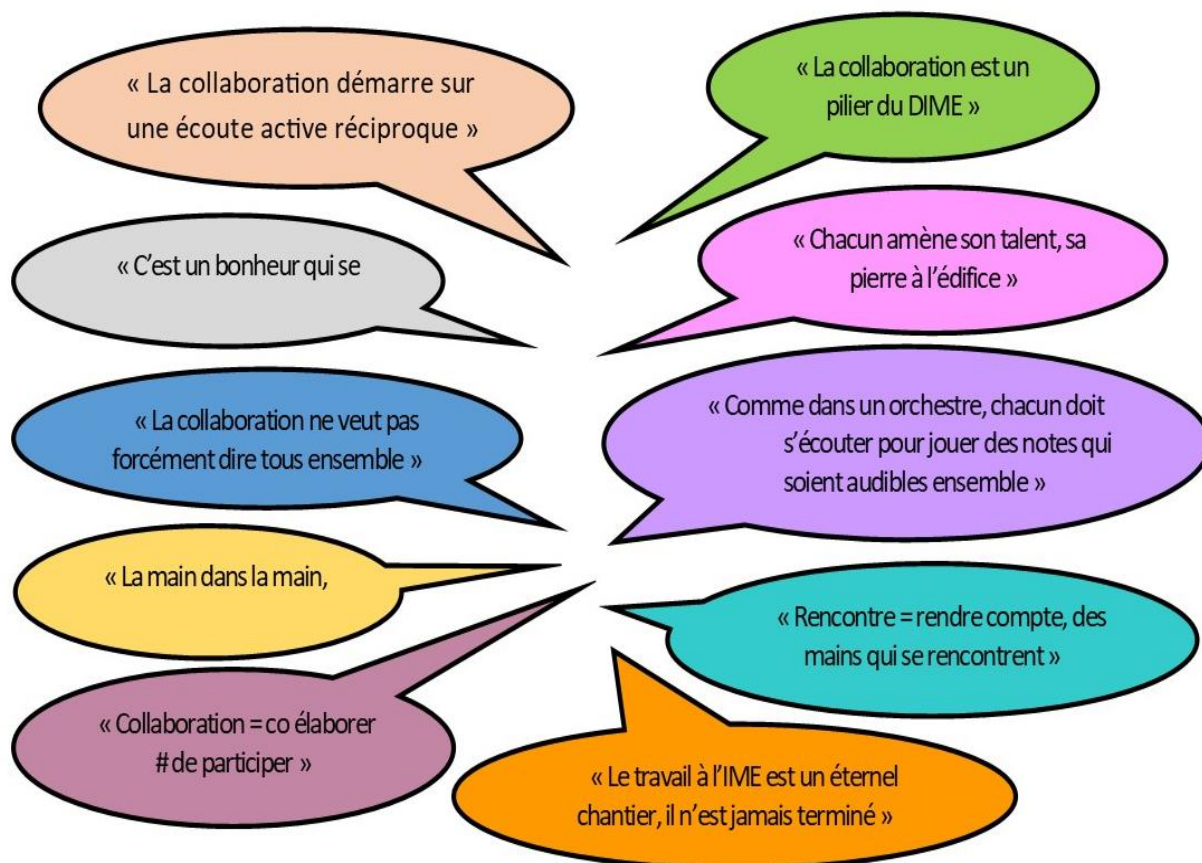 « La collaboration démarre sur
une écoute active réciproque »
« La collaboration est un
pilier du DIME »
« C’est un bonheur qui se
« Chacun amène son talent, sa
pierre à l’édifice »
« La collaboration ne veut pas
forcément dire tous ensemble »
« Comme dans un orchestre, chacun doit
s’écouter pour jouer des notes qui
soient audibles ensemble »
« La main dans la main,
« Rencontre = rendre compte, des
mains qui se rencontrent »
« Collaboration = co élaborer
# de participer »
« Le travail à l’IME est un éternel
chantier, il n’est jamais terminé »